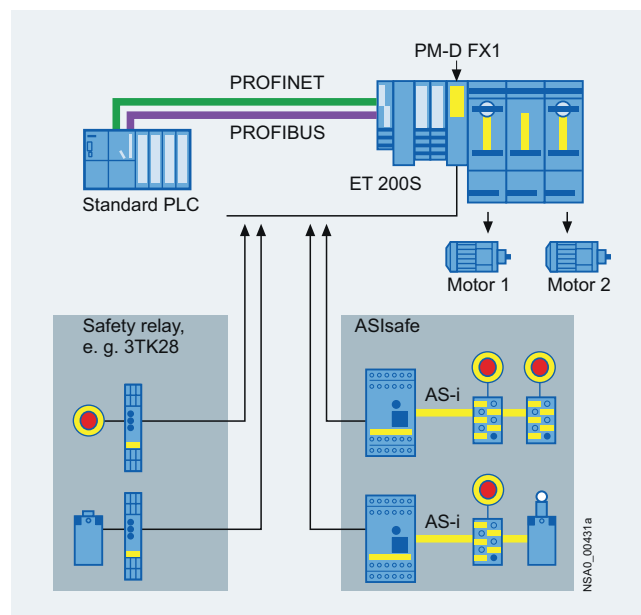 PM-D FX1
PROFINET
PROFIBUS
ET 200S
Standard PLC
Motor 1
Motor 2
Safety relay,
e. g. 3TK28
ASIsafe
AS-i
AS-i
NSA0_00431a